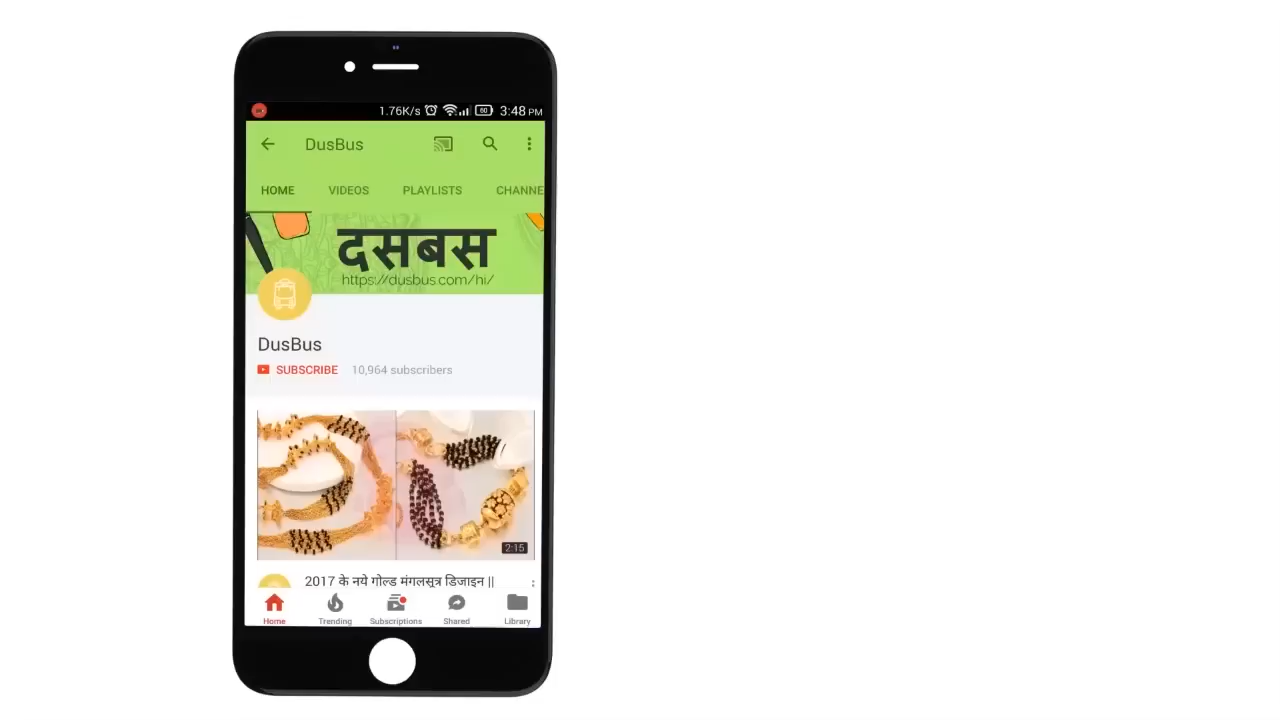 1.76K/s 60 3:48 PM
DusBus
HOME VIDEOS PLAYLISTS CHANNE
दसबस
https://dusbus.com/hi/
DusBus
SUBSCRIBE 10,964 subscribers
2:15
2017 के नये गोल्ड मंगलसूत्र डिजाइन ||
Home Trending Subscriptions Shared Library